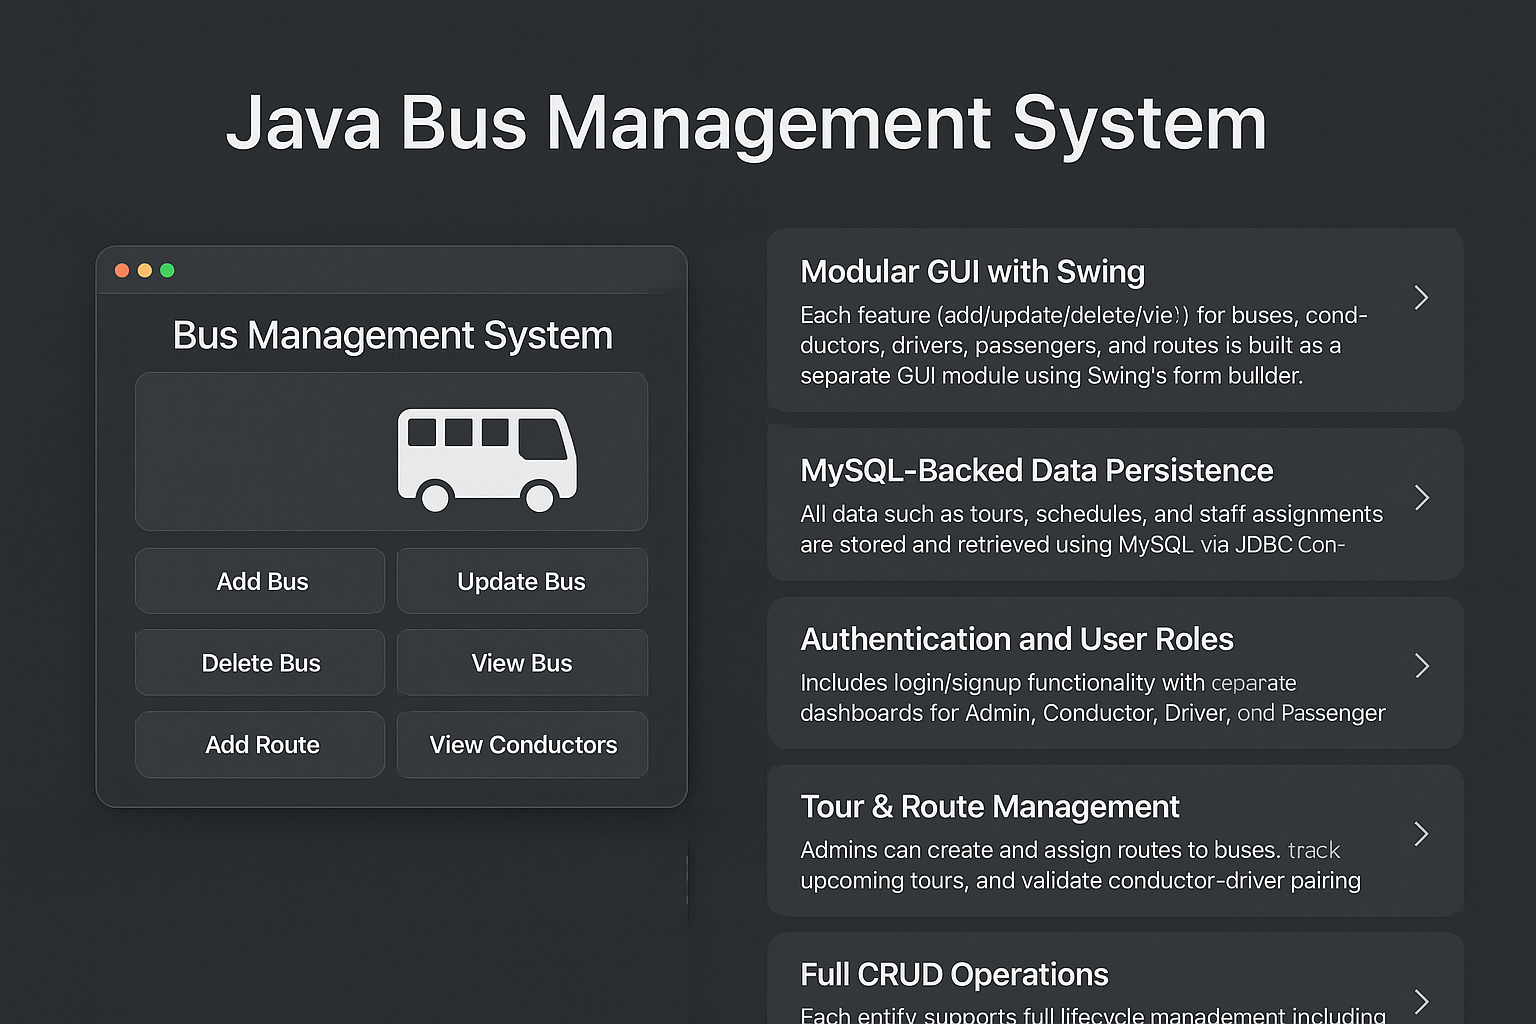 Java Bus Management System
Bus Management System
Add Bus
Update Bus
Delete Bus
View Bus
Add Route
View Conductors
Modular GUI with Swing
Each feature (add/update/delete/vie ) for buses, cond-
ductors, drivers, passengers, and routes is built as a
separate GUI module using Swing's form bullder.
MySQL-Backed Data Persistence
All data such as tours, schedules, and staff assignments
are stored and retrieved using MySQL via JDBC Con-
Authentication and User Roles
Includes login/signup functionality with ceparate
dashboards for Admin, Conductor, Driver, ond Passenger
Tour & Route Management
Admins can create and assign routes to buses. track
upcoming tours, and validate conductor-driver pairing
Full CRUD Operations
Each entify supports full lifecycle management including